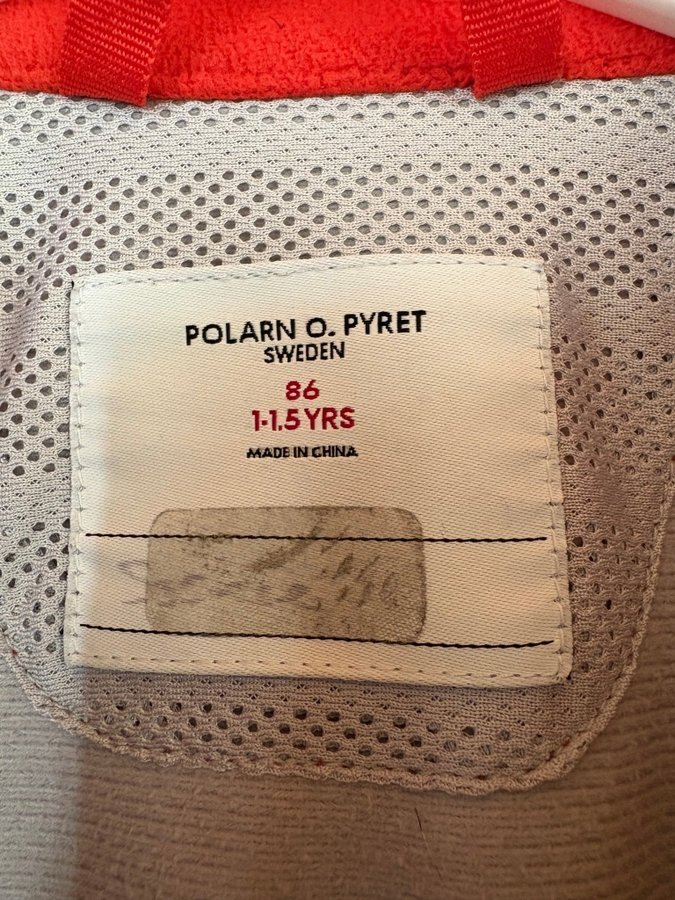 POLARN O. PYRET
SWEDEN
86
1-1.5 YRS
MADE IN CHINA